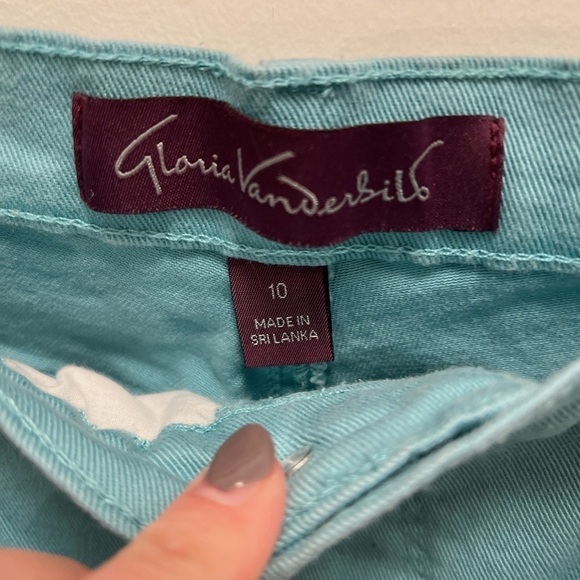 Gloria Vanderbilt
10
MADE IN
SRI LANKA